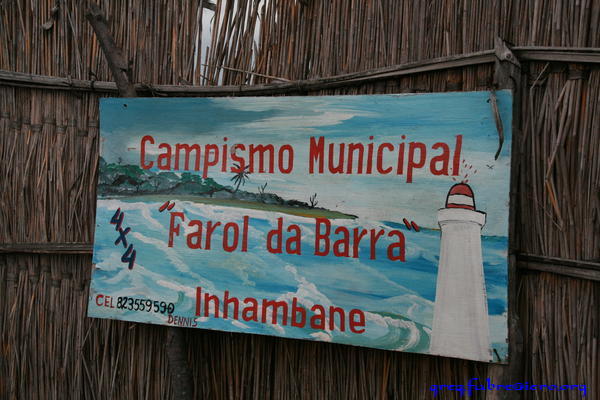 Campismo Municipal
"Farol da Barra"
4x4
Inhambane
CEL 823559590
DENNIS